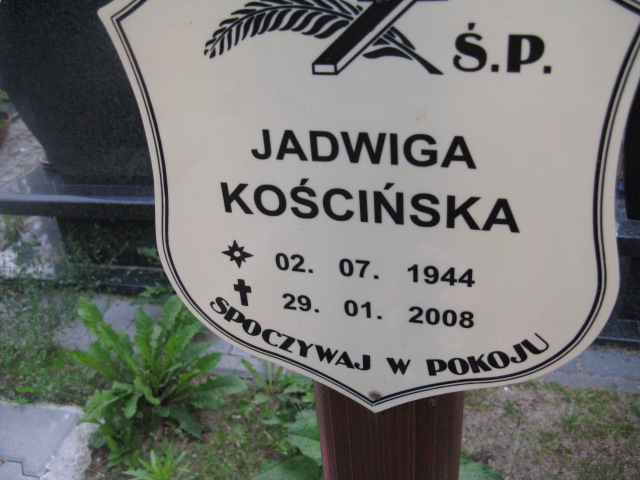 Ś.P.
JADWIGA
KOŚCIŃSKA
02. 07. 1944
29. 01. 2008
SPOCZYWAJ W POKOJU